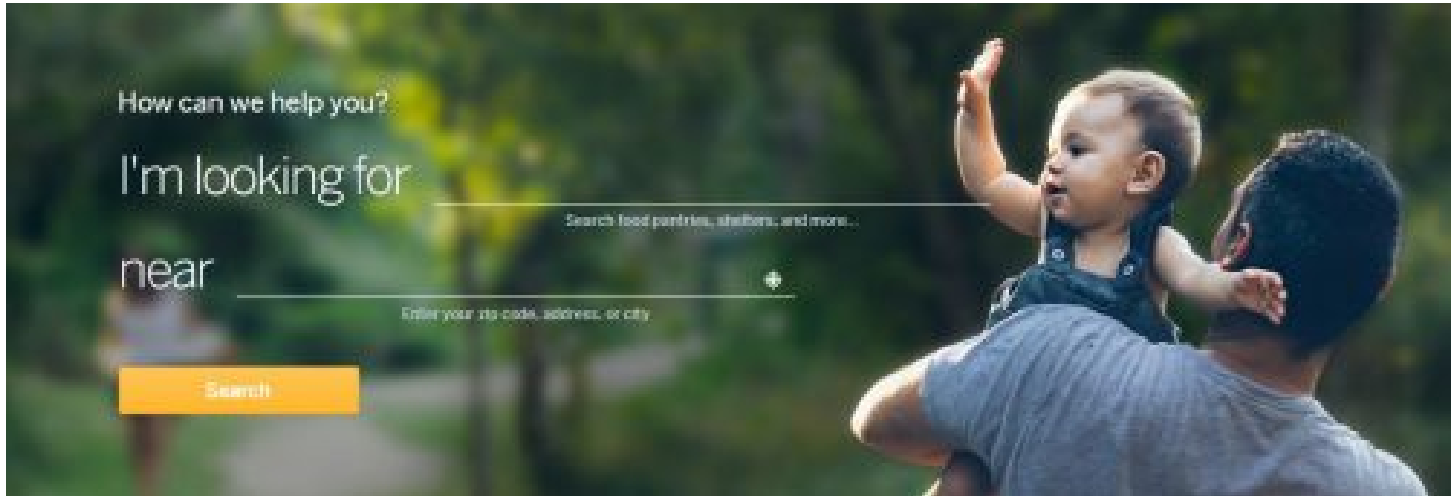 How can we help you?
I'm looking for
Search food pantries, shelters, and more...
near
Enter your zip code, address, or city
Search